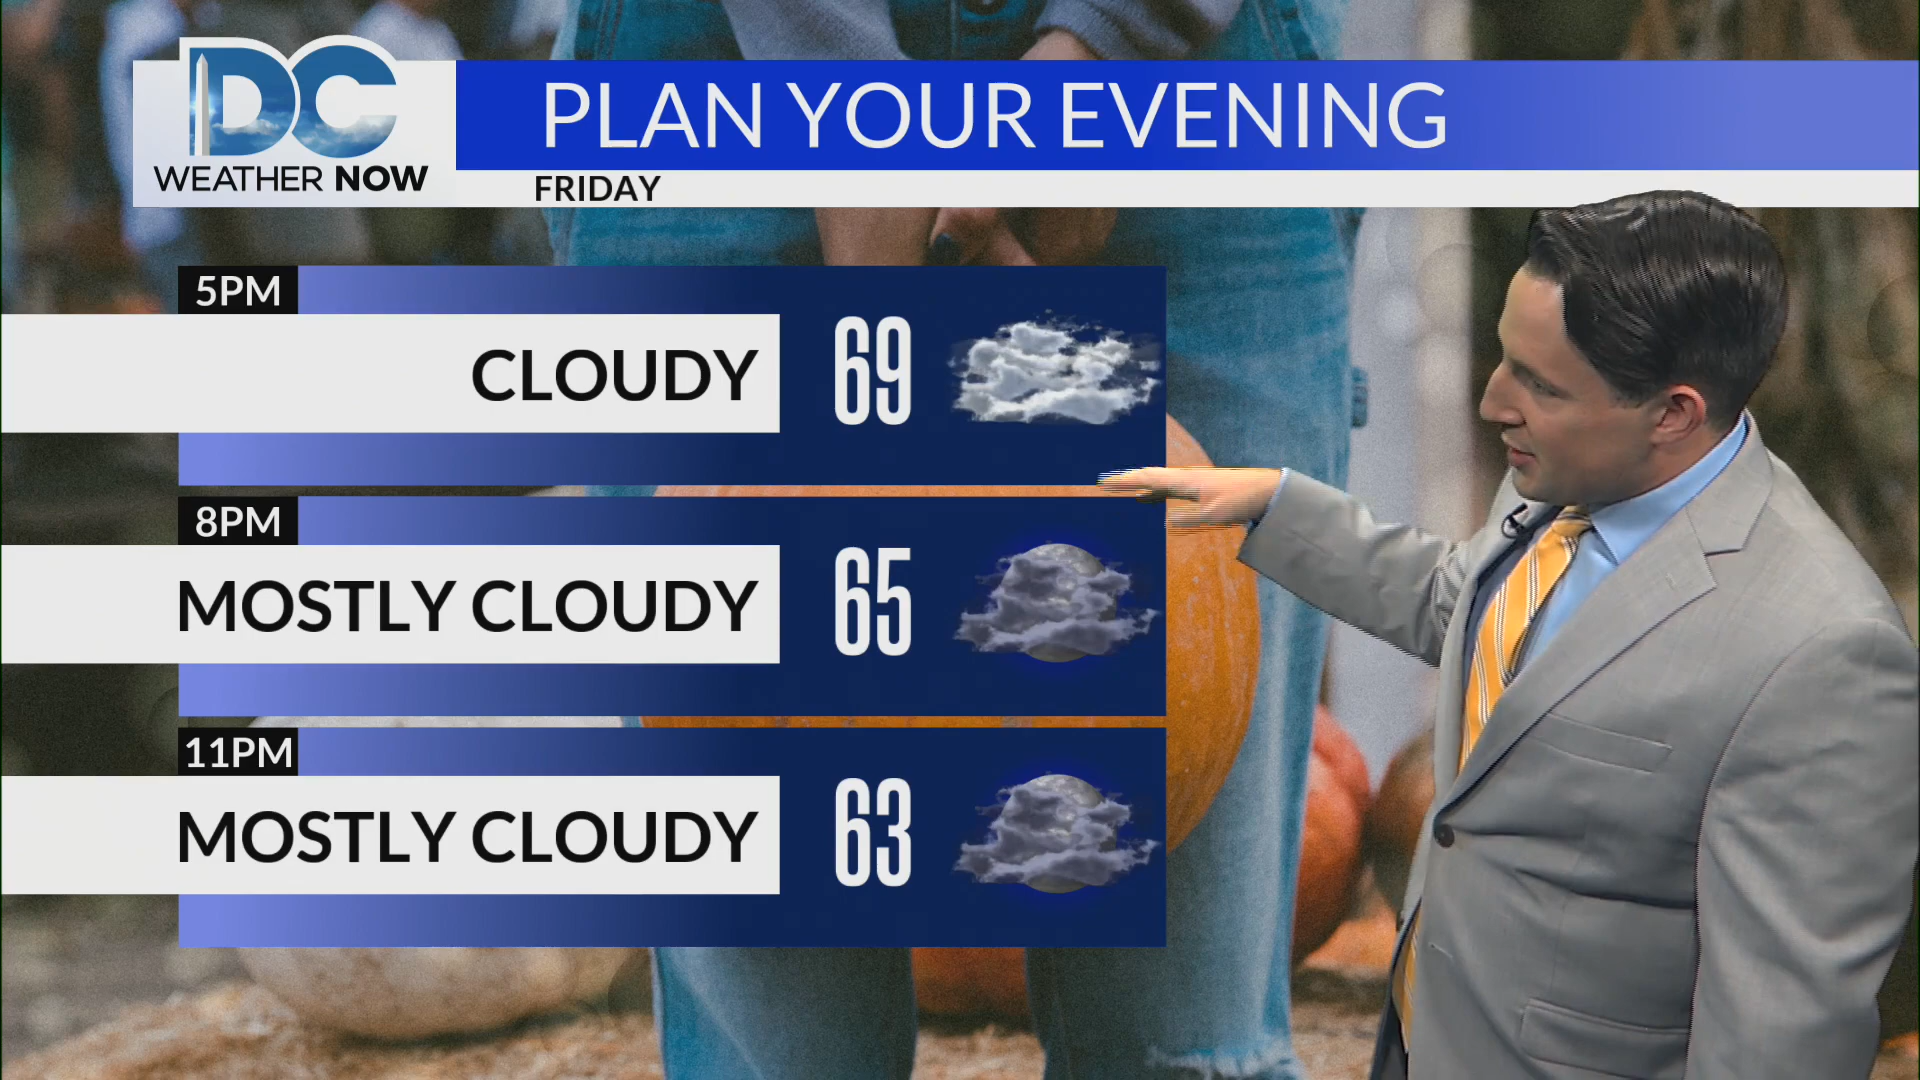 DC
WEATHER NOW
PLAN YOUR EVENING
FRIDAY
5PM
CLOUDY
69
8PM
MOSTLY CLOUDY
65
11PM
MOSTLY CLOUDY
63